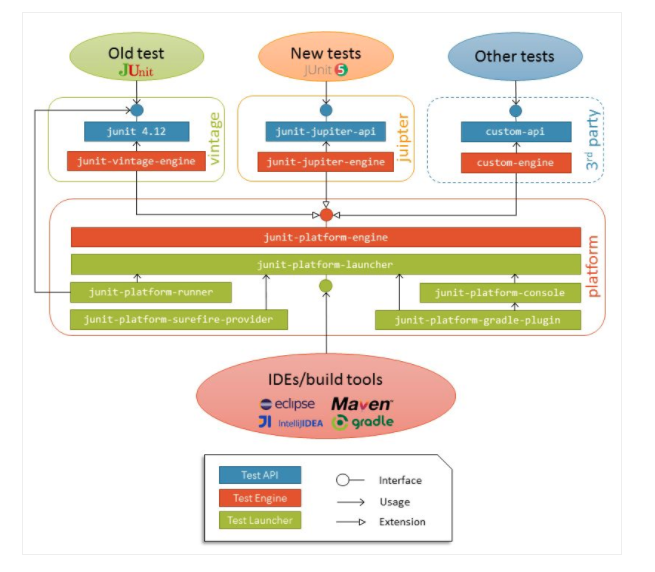 Old test
JUnit
New tests
JUnit 5
Other tests
junit 4.12
junit-vintage-engine
vintage
junit-jupiter-api
junit-jupiter-engine
juipter
custom-api
custom-engine
3rd party
junit-platform-engine
junit-platform-launcher
junit-platform-runner
junit-platform-console
junit-platform-surefire-provider
junit-platform-gradle-plugin
platform
IDEs/build tools
eclipse
Maven™
JI IntelliJIDEA
gradle
Test API
Interface
Test Engine
Usage
Test Launcher
Extension